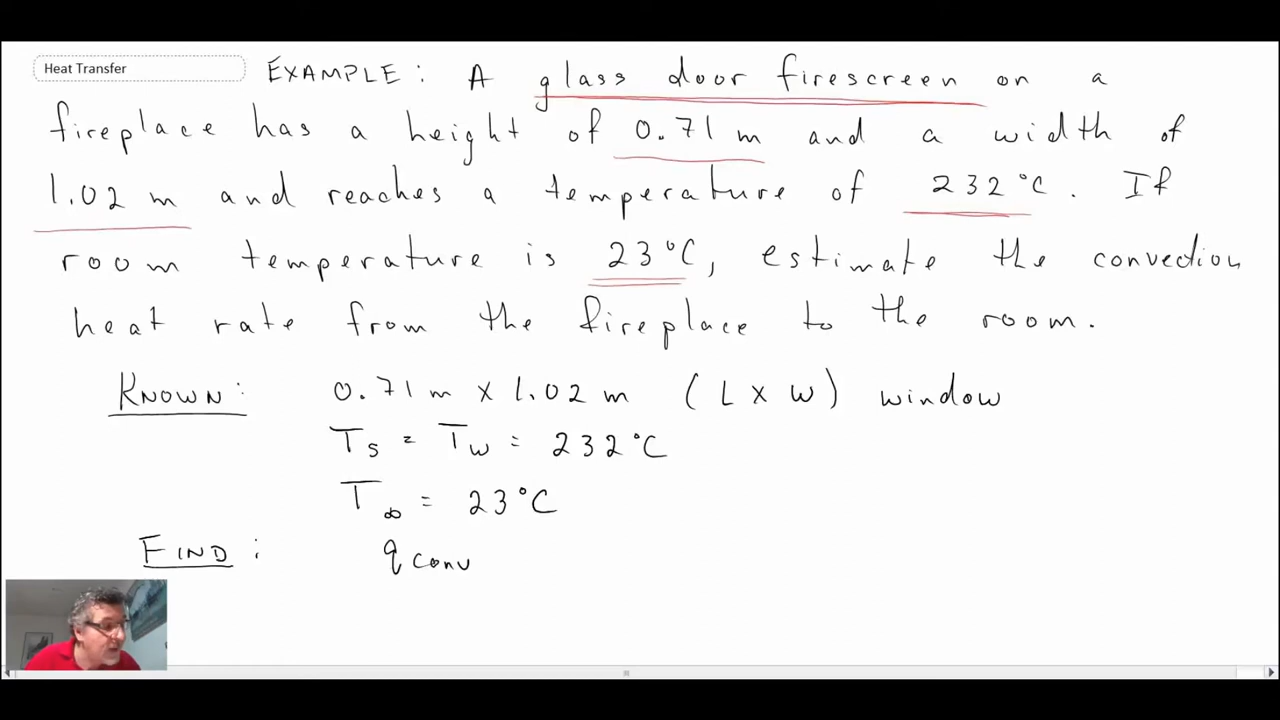 Heat Transfer
EXAMPLE: A glass door firescreen on a
fireplace has a height of 0.71 m and a width of
1.02 m and reaches a temperature of 232°C. If
room temperature is 23°C, estimate the convection
heat rate from the fireplace to the room.
KNOWN: 0.71 m x 1.02 m (L x W) window
Ts = Tw = 232°C
T∞ = 23°C
FIND: qconv